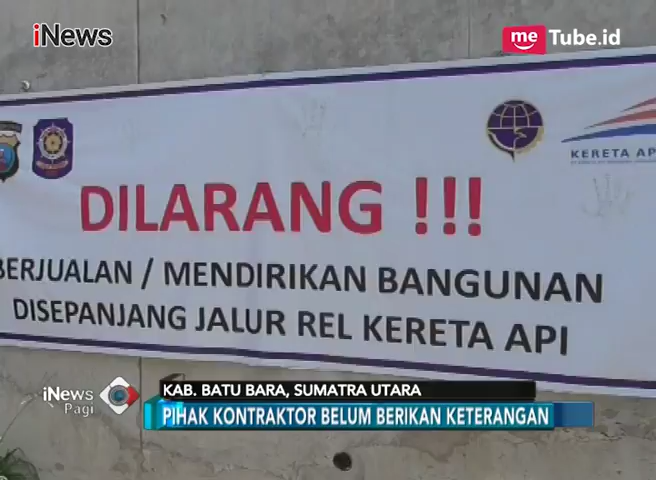 iNews
me Tube.id
KERETA AP
DILARANG !!!
BERJUALAN / MENDIRIKAN BANGUNAN
DISEPANJANG JALUR REL KERETA API
KAB. BATU BARA, SUMATRA UTARA
iNews
Pagi
PIHAK KONTRAKTOR BELUM BERIKAN KETERANGAN